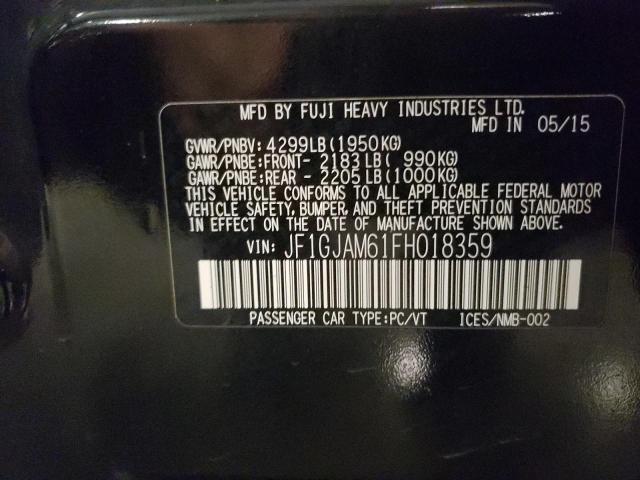 MFD BY FUJI HEAVY INDUSTRIES LTD.
MFD IN 05/15
GVWR/PNBV: 4299LB (1950KG)
GAWR/PNBE: FRONT- 2183 LB ( 990KG)
GAWR/PNBE: REAR - 2205 LB (1000KG)
THIS VEHICLE CONFORMS TO ALL APPLICABLE FEDERAL MOTOR
VEHICLE SAFETY, BUMPER, AND THEFT PREVENTION STANDARDS
IN EFFECT ON THE DATE OF MANUFACTURE SHOWN ABOVE.
VIN: JF1GJAM61FH018359
PASSENGER CAR TYPE: PC/VT ICES/NMB-002